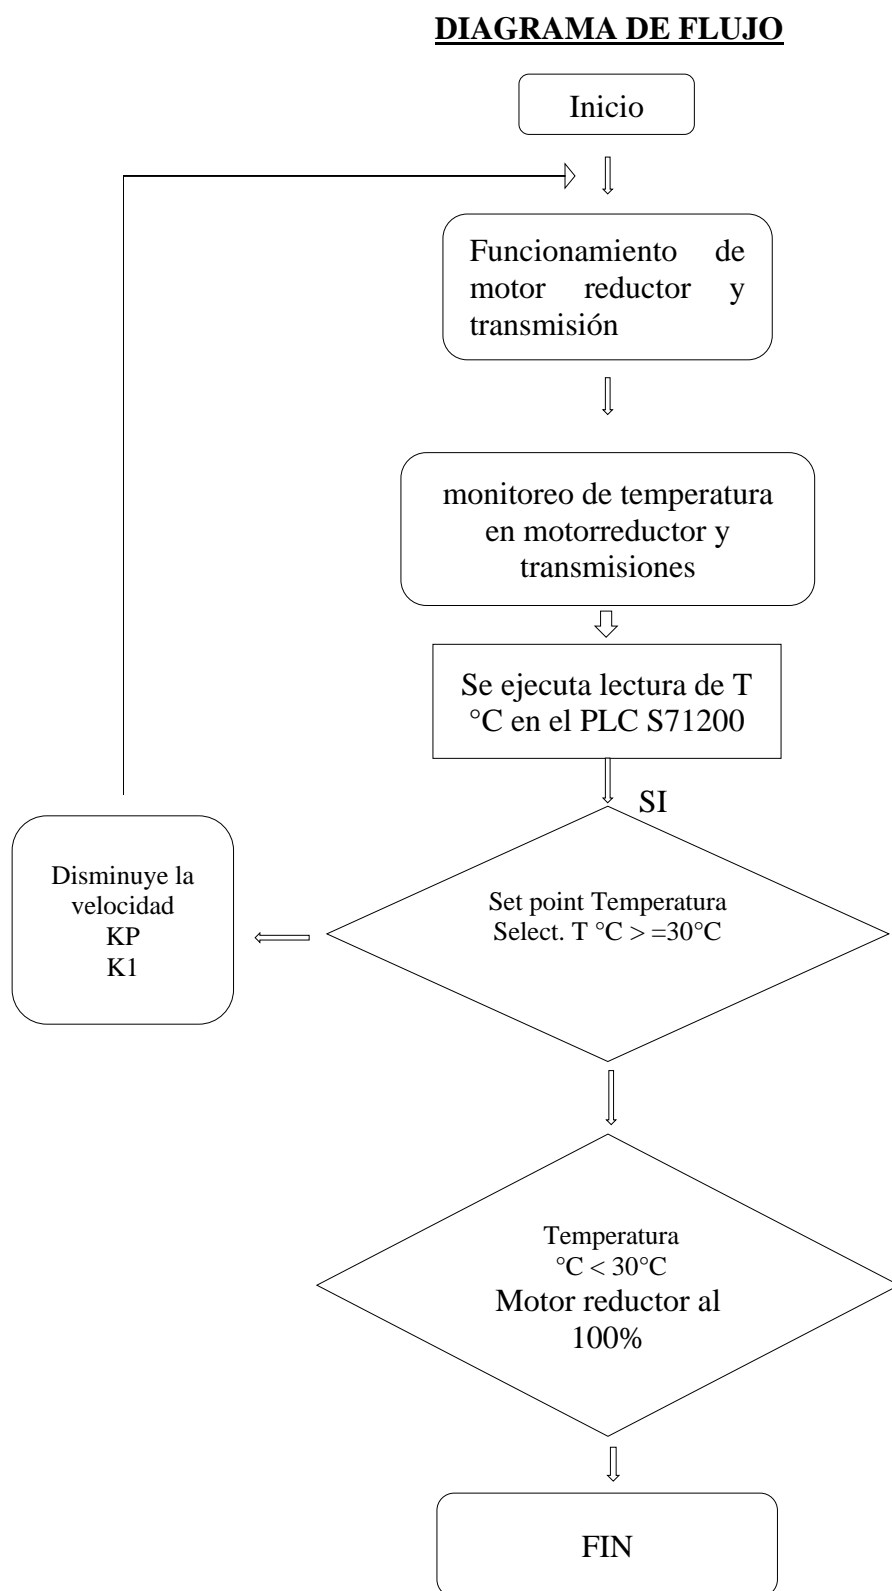 DIAGRAMA DE FLUJO
Inicio
Funcionamiento de
motor reductor y
transmisión
monitoreo de temperatura
en motorreductor y
transmisiones
Se ejecuta lectura de T
°C en el PLC S71200
SI
Set point Temperatura
Select. T °C > =30°C
Disminuye la
velocidad
KP
K1
Temperatura
°C < 30°C
Motor reductor al
100%
FIN